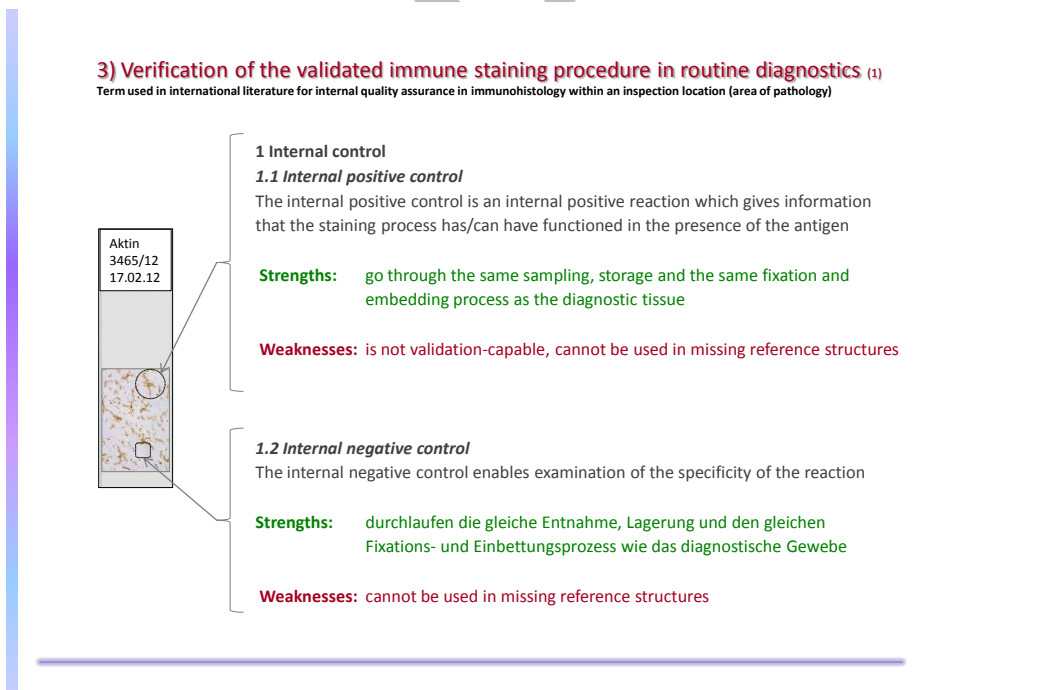 3) Verification of the validated immune staining procedure in routine diagnostics (1)
Term used in international literature for internal quality assurance in immunohistology within an inspection location (area of pathology)
1 Internal control
1.1 Internal positive control
The internal positive control is an internal positive reaction which gives information
that the staining process has/can have functioned in the presence of the antigen
Aktin
3465/12
17.02.12
Strengths: go through the same sampling, storage and the same fixation and
embedding process as the diagnostic tissue
Weaknesses: is not validation-capable, cannot be used in missing reference structures
1.2 Internal negative control
The internal negative control enables examination of the specificity of the reaction
Strengths: durchlaufen die gleiche Entnahme, Lagerung und den gleichen
Fixations- und Einbettungsprozess wie das diagnostische Gewebe
Weaknesses: cannot be used in missing reference structures